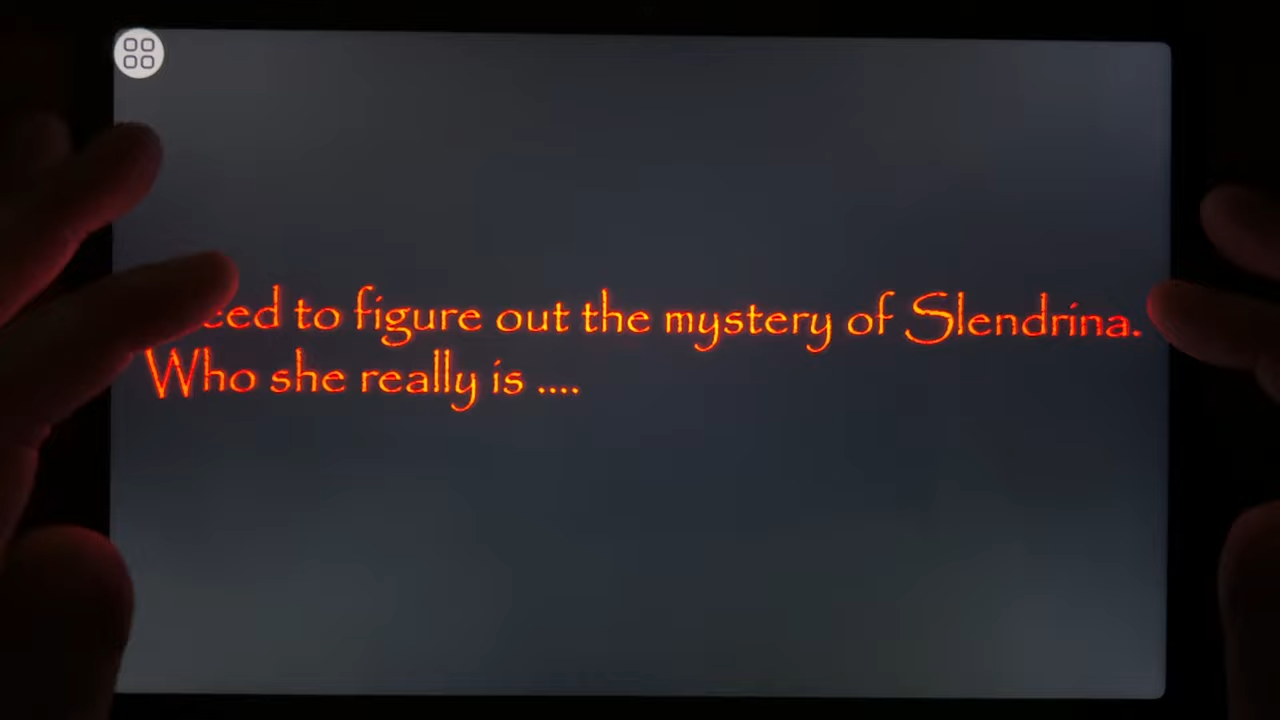 to figure out the mystery of Slendrina.
Who she really is ....